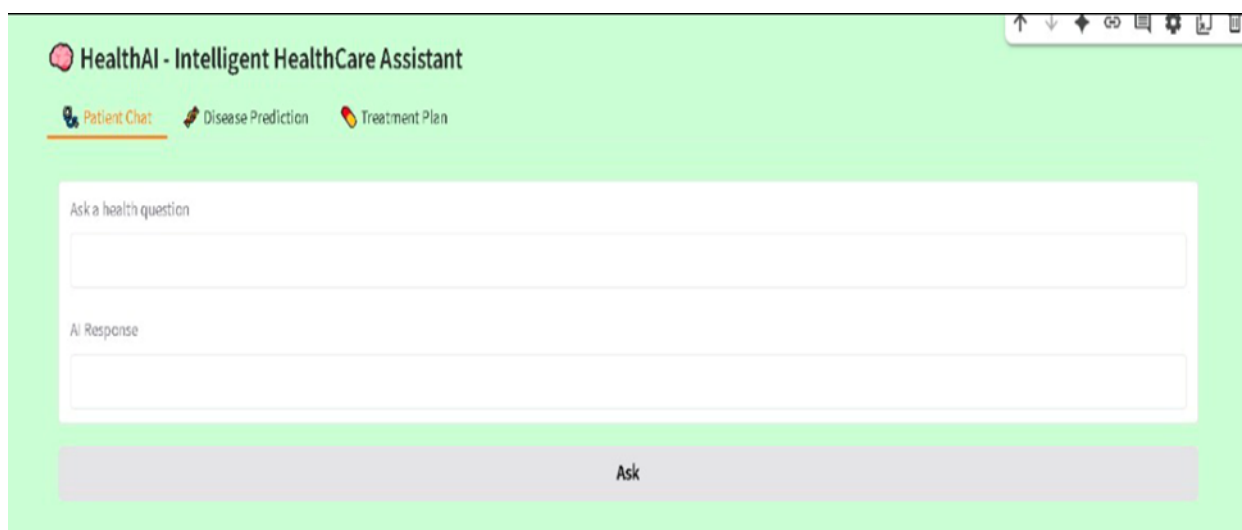 HealthAI - Intelligent HealthCare Assistant
Patient Chat Disease Prediction Treatment Plan
Ask a health question
AI Response
Ask